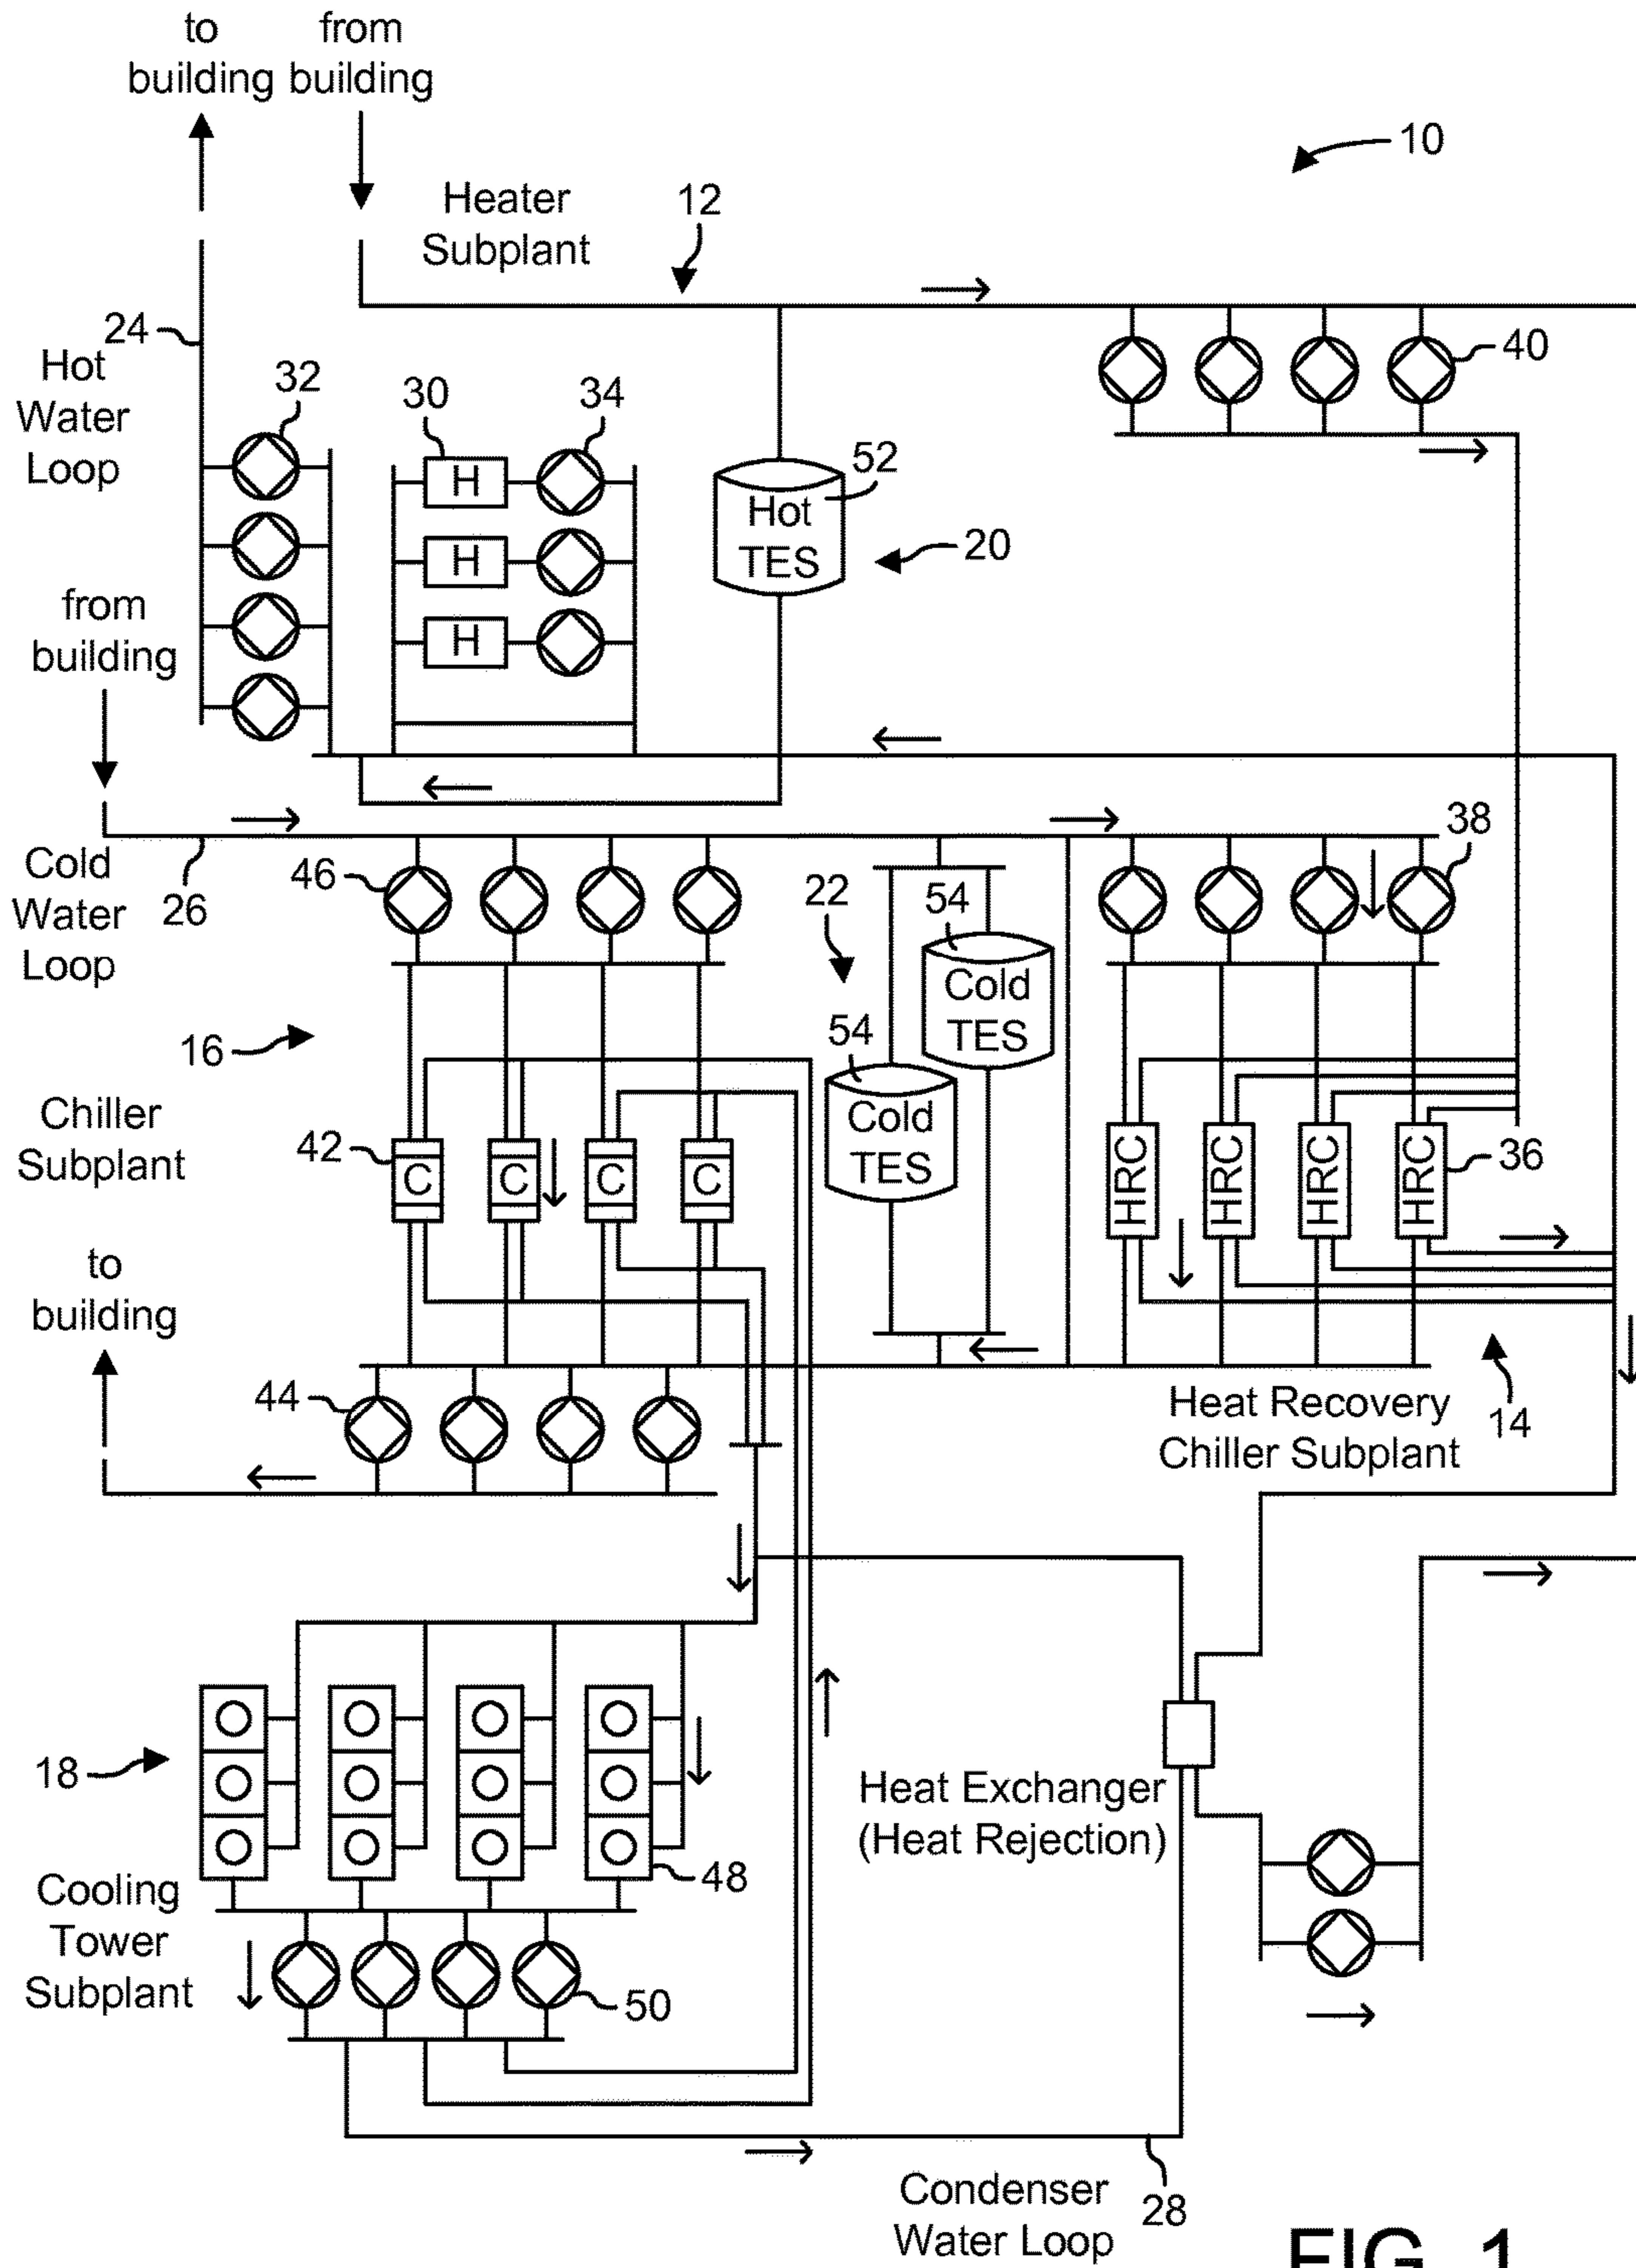 to
building
from
building
10
Heater
Subplant
12
24
Hot
Water
Loop
32
30
34
40
H
H
H
52
Hot
TES
20
from
building
38
Cold
Water
Loop
26
46
22
54
Cold
TES
54
Cold
TES
16
Chiller
Subplant
42
C
C
C
C
HRC
HRC
HRC
HRC
36
to
building
44
Heat Recovery
Chiller Subplant
14
18
Heat Exchanger
(Heat Rejection)
48
Cooling
Tower
Subplant
50
Condenser
Water Loop
28
FIG. 1